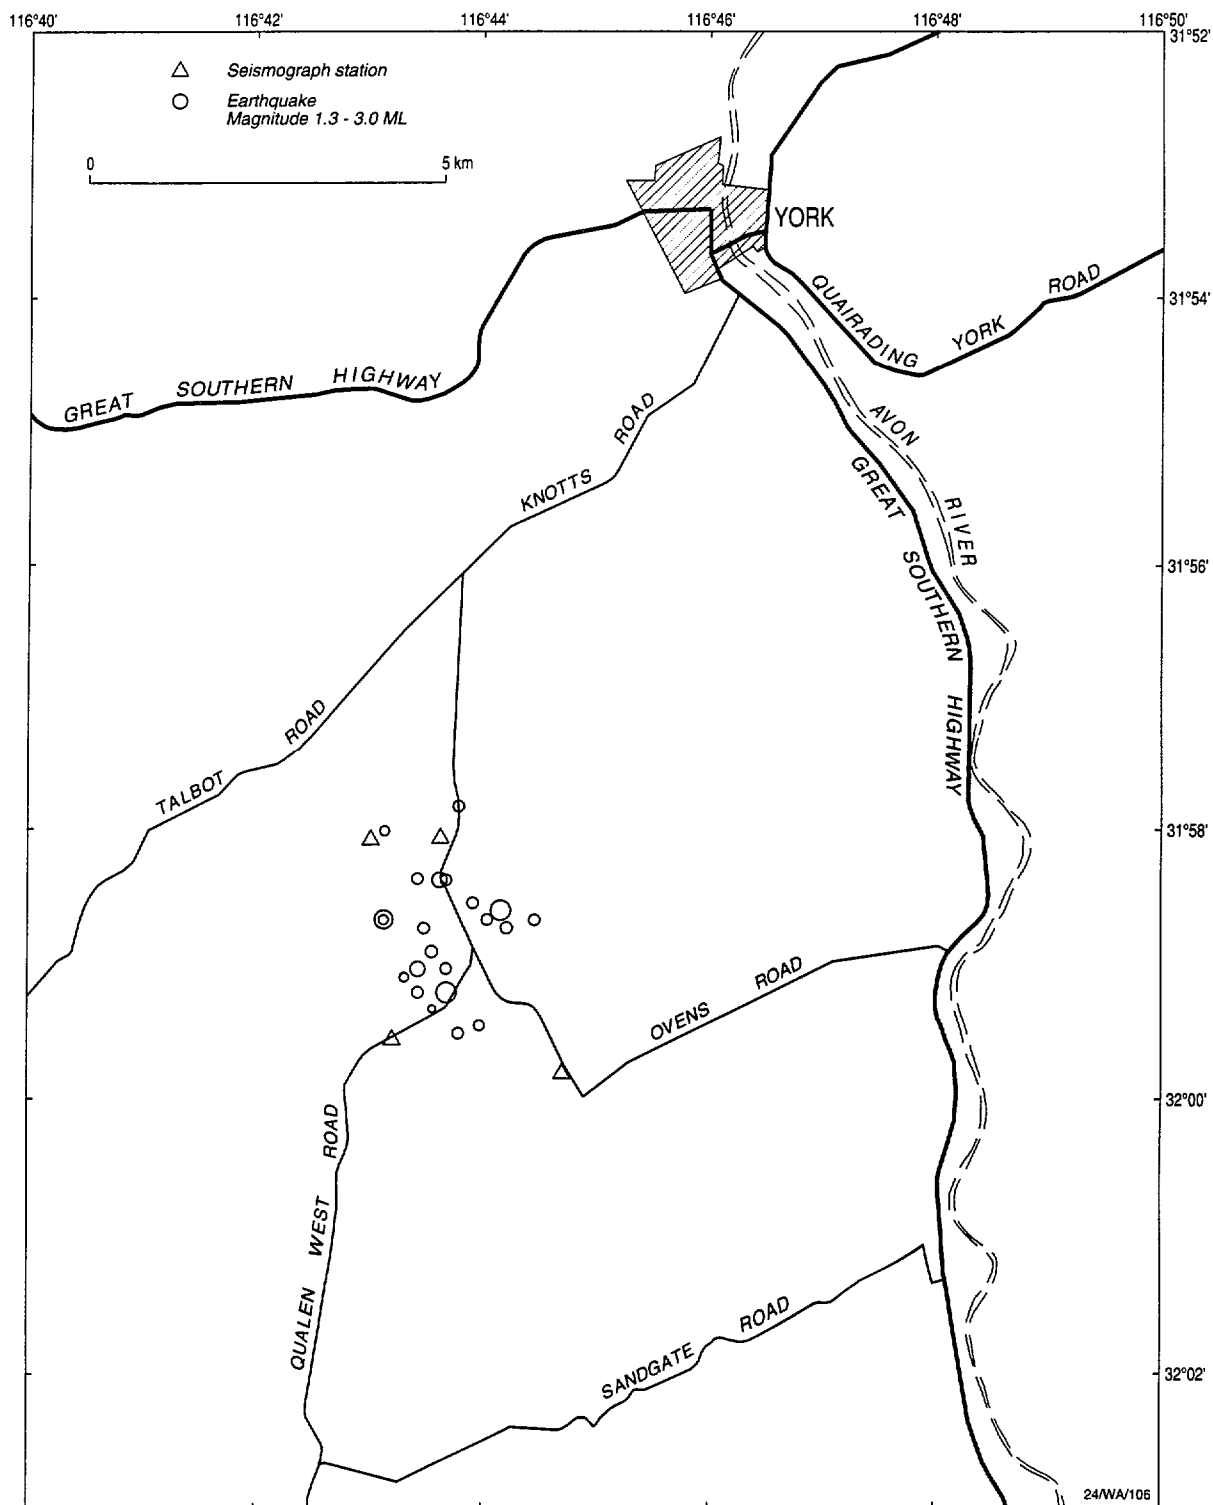 116°40' 116°42' 116°44' 116°46' 116°48' 116°50'
31°52'
Seismograph station
Earthquake
Magnitude 1.3 - 3.0 ML
0 5 km
YORK
QUAIRADING YORK ROAD
31°54'
GREAT SOUTHERN HIGHWAY
KNOTTS ROAD
AVON RIVER
GREAT SOUTHERN HIGHWAY
31°56'
TALBOT ROAD
31°58'
OVENS ROAD
32°00'
QUALEN WEST ROAD
SANDGATE ROAD
32°02'
24/WA/106